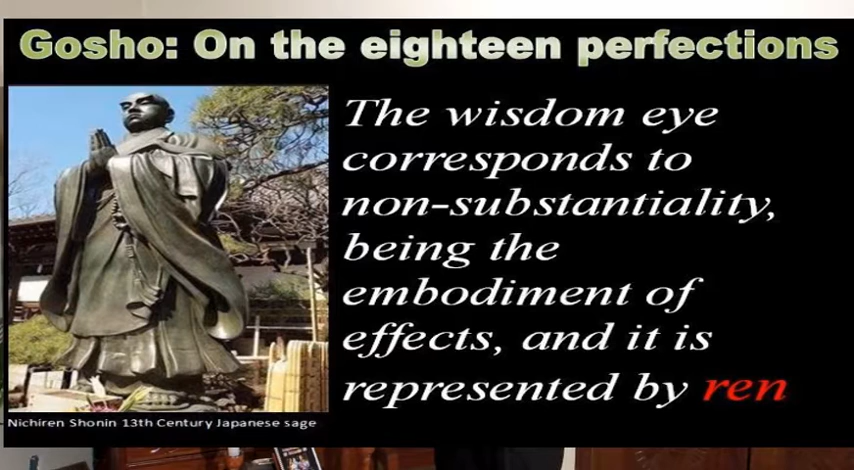 Gosho: On the eighteen perfections
The wisdom eye
corresponds to
non-substantiality,
being the
embodiment of
effects, and it is
represented by ren
Nichiren Shonin 13th Century Japanese sage